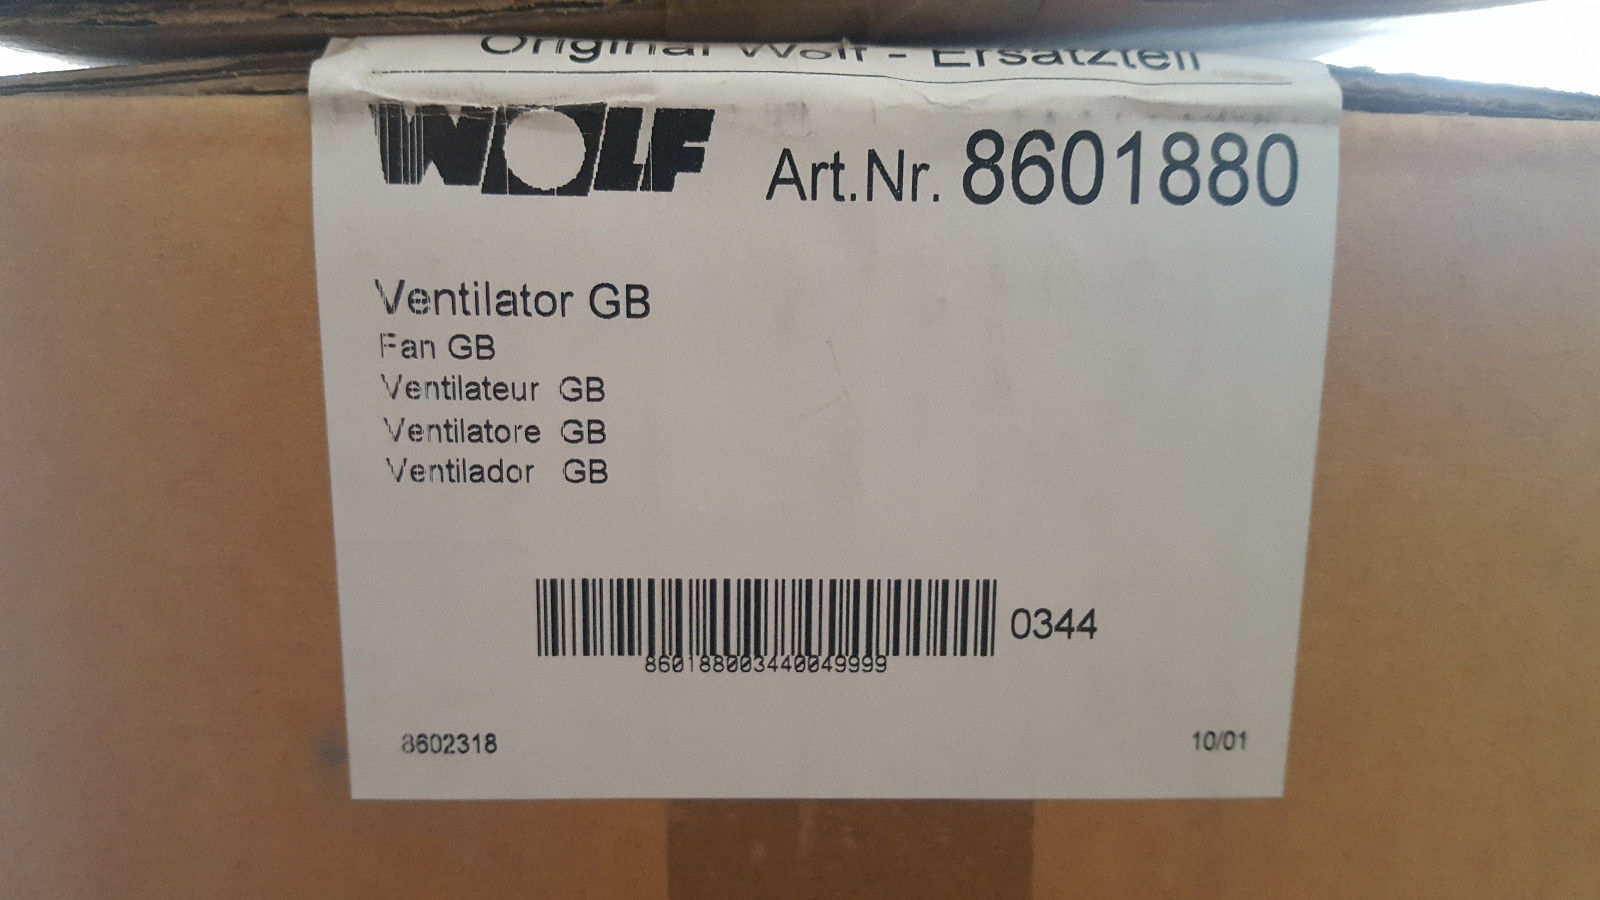 Original Wolf - Ersatzteil
WOLF Art.Nr. 8601880
Ventilator GB
Fan GB
Ventilateur GB
Ventilatore GB
Ventilador GB
0344
860188003440049999
8602318 10/01